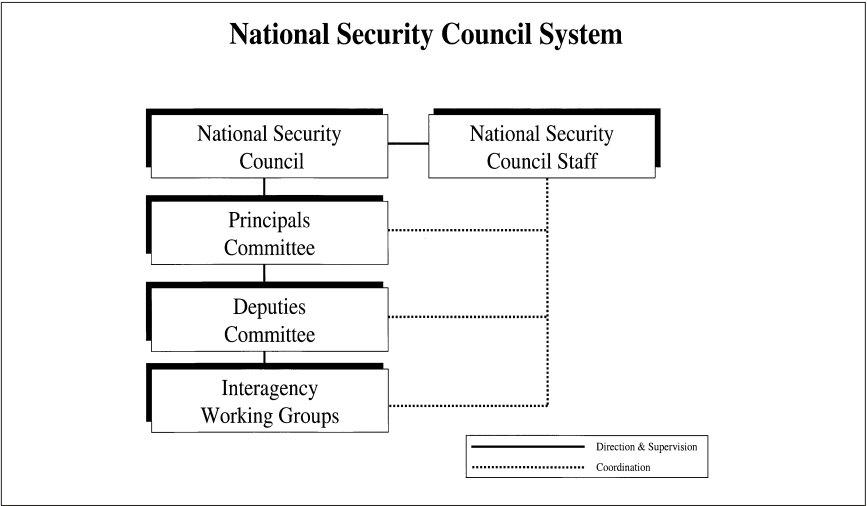 National Security Council System
National Security
Council
National Security
Council Staff
Principals
Committee
Deputies
Committee
Interagency
Working Groups
Direction & Supervision
Coordination